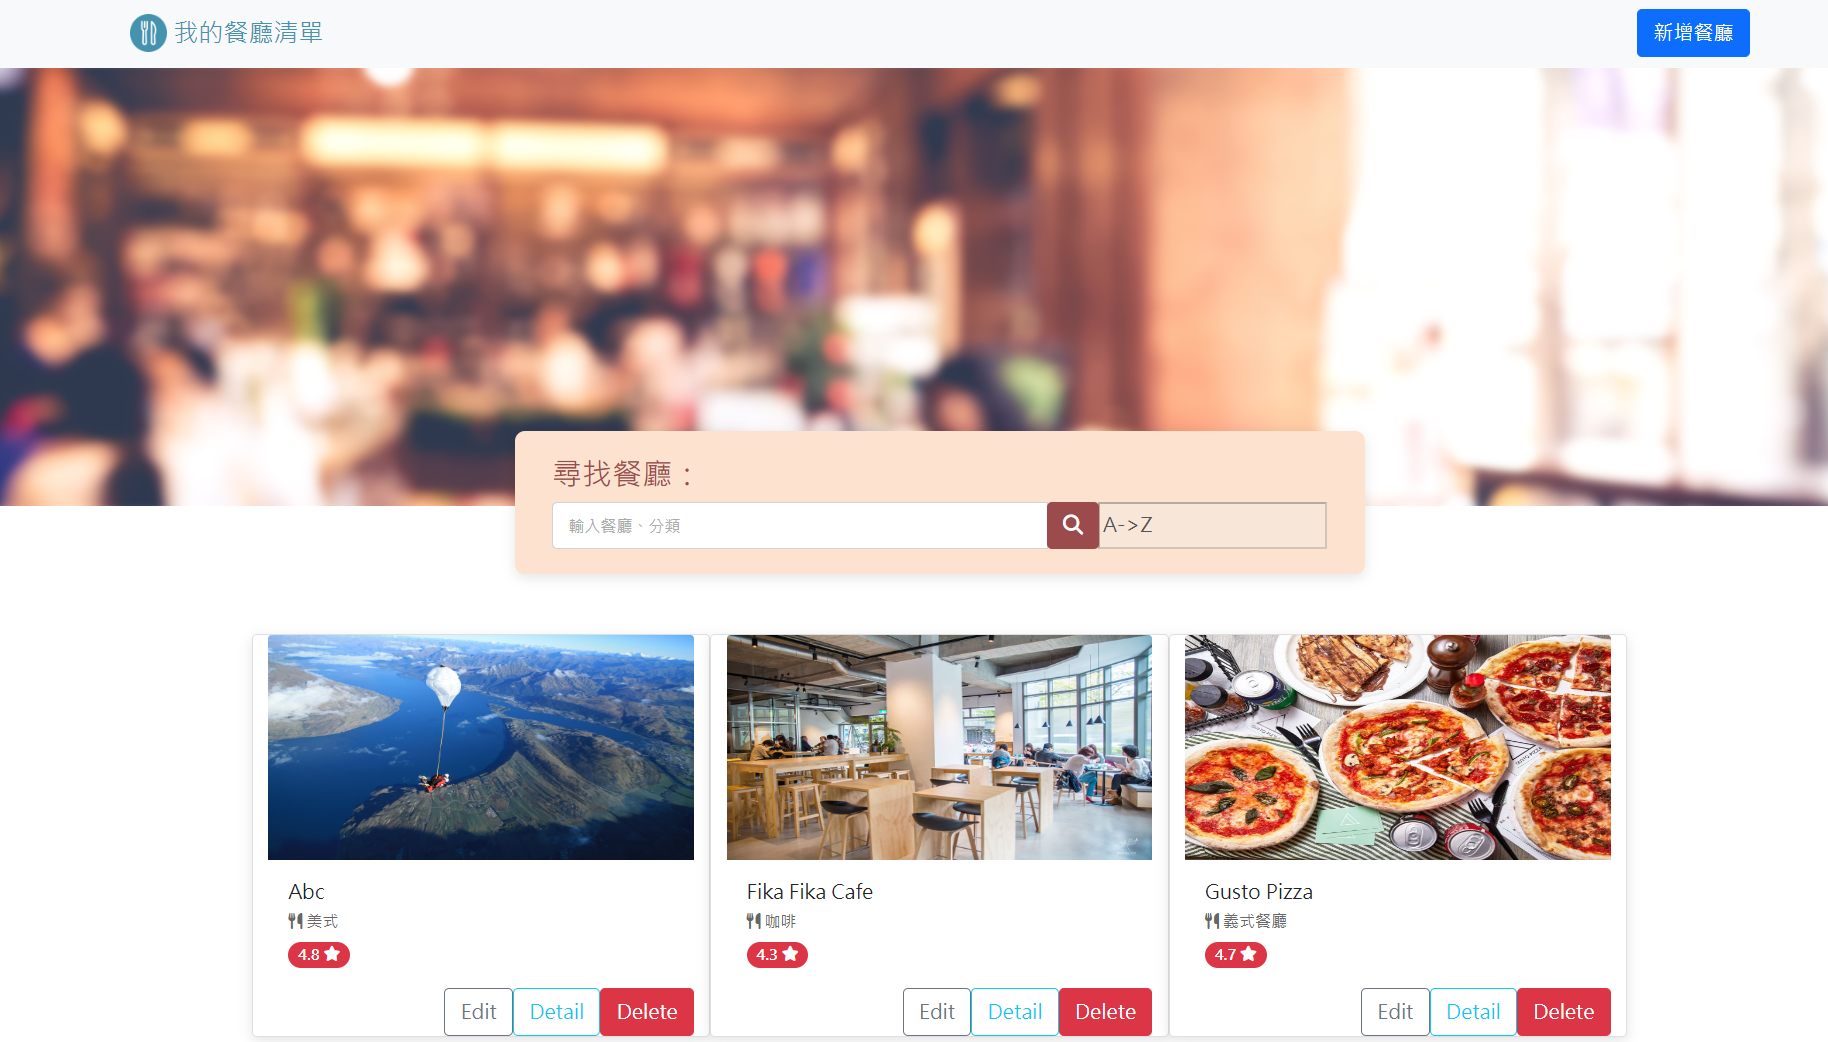 我的餐廳清單
新增餐廳
尋找餐廳：
輸入餐廳、分類
A->Z
Abc
美式
4.8
Edit Detail Delete
Fika Fika Cafe
咖啡
4.3
Edit Detail Delete
Gusto Pizza
義式餐廳
4.7
Edit Detail Delete